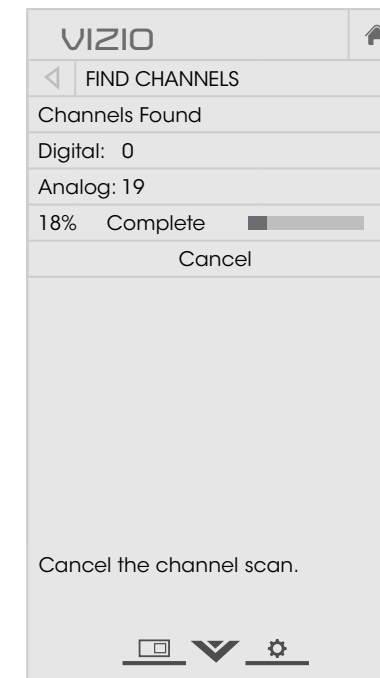 VIZIO
FIND CHANNELS
Channels Found
Digital: 0
Analog: 19
18% Complete
Cancel
Cancel the channel scan.